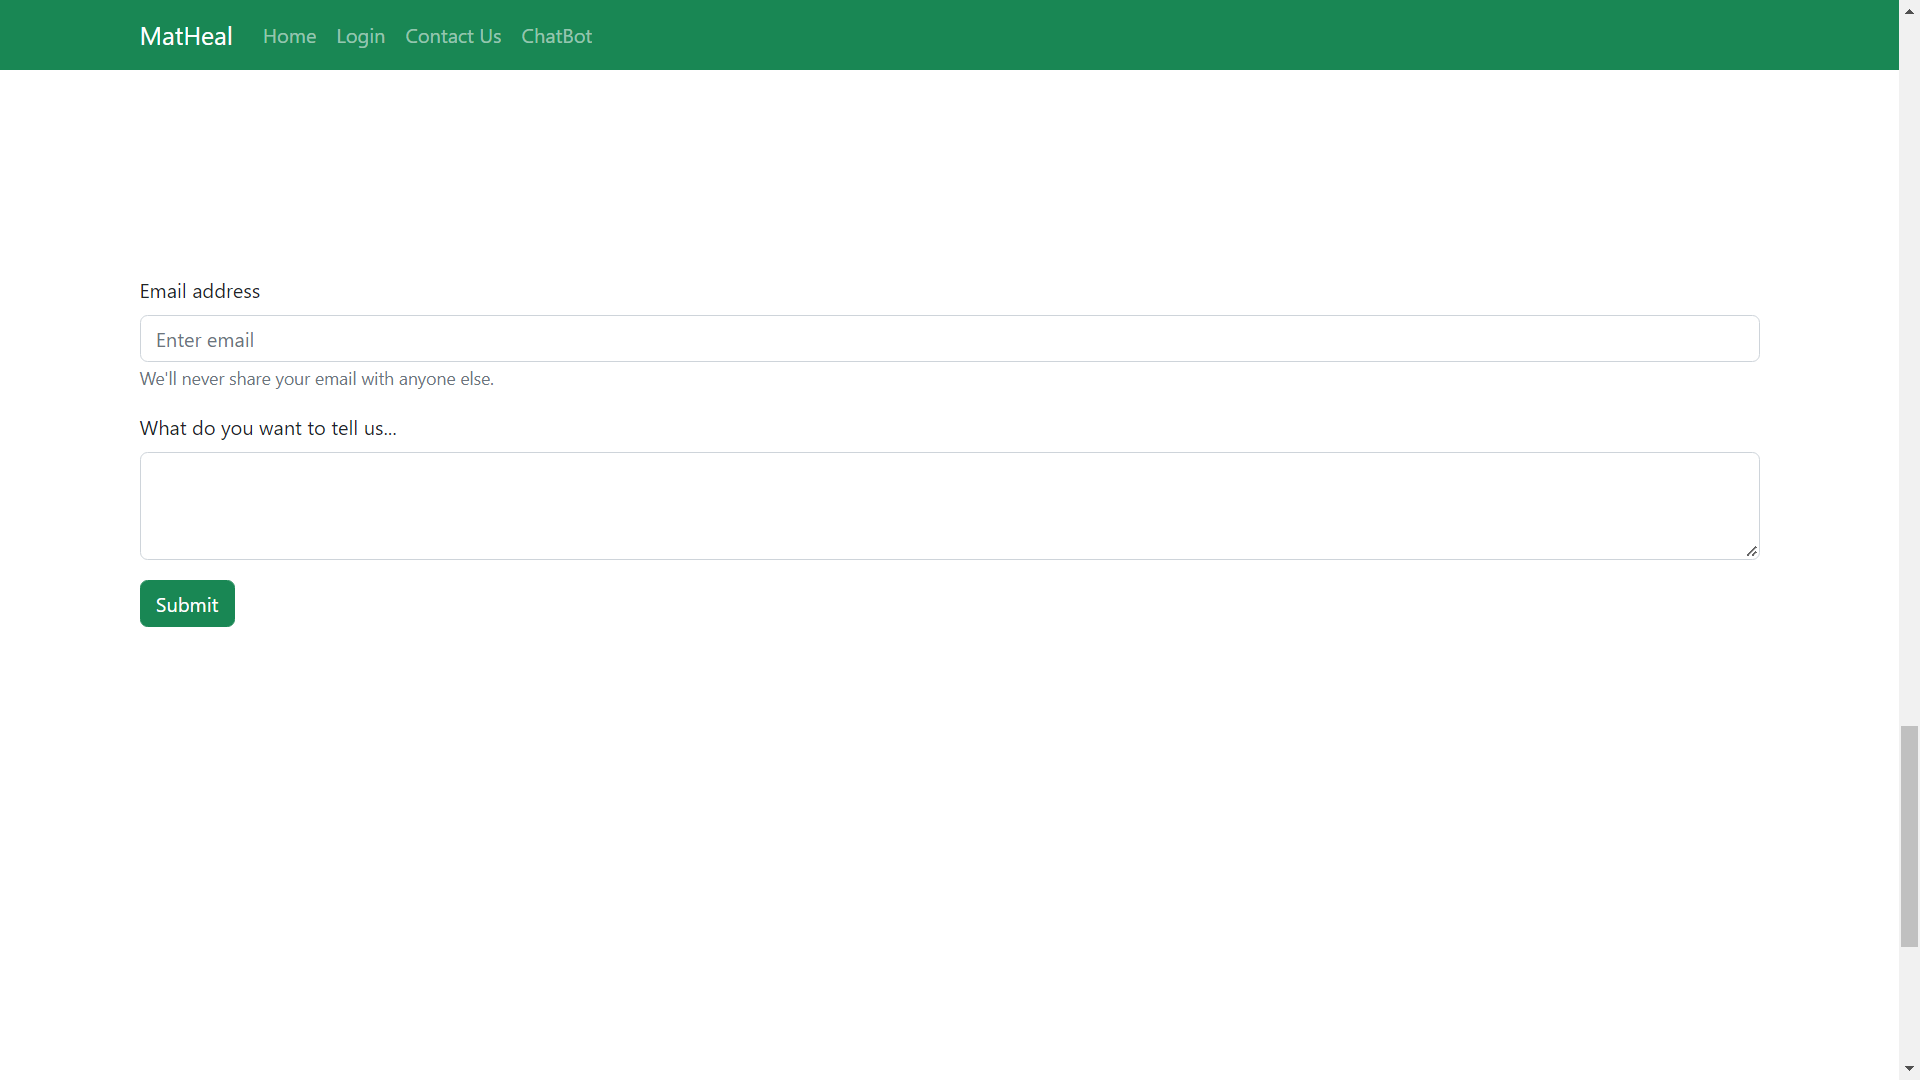 MatHeal Home Login Contact Us ChatBot
Email address
Enter email
We'll never share your email with anyone else.
What do you want to tell us...
Submit